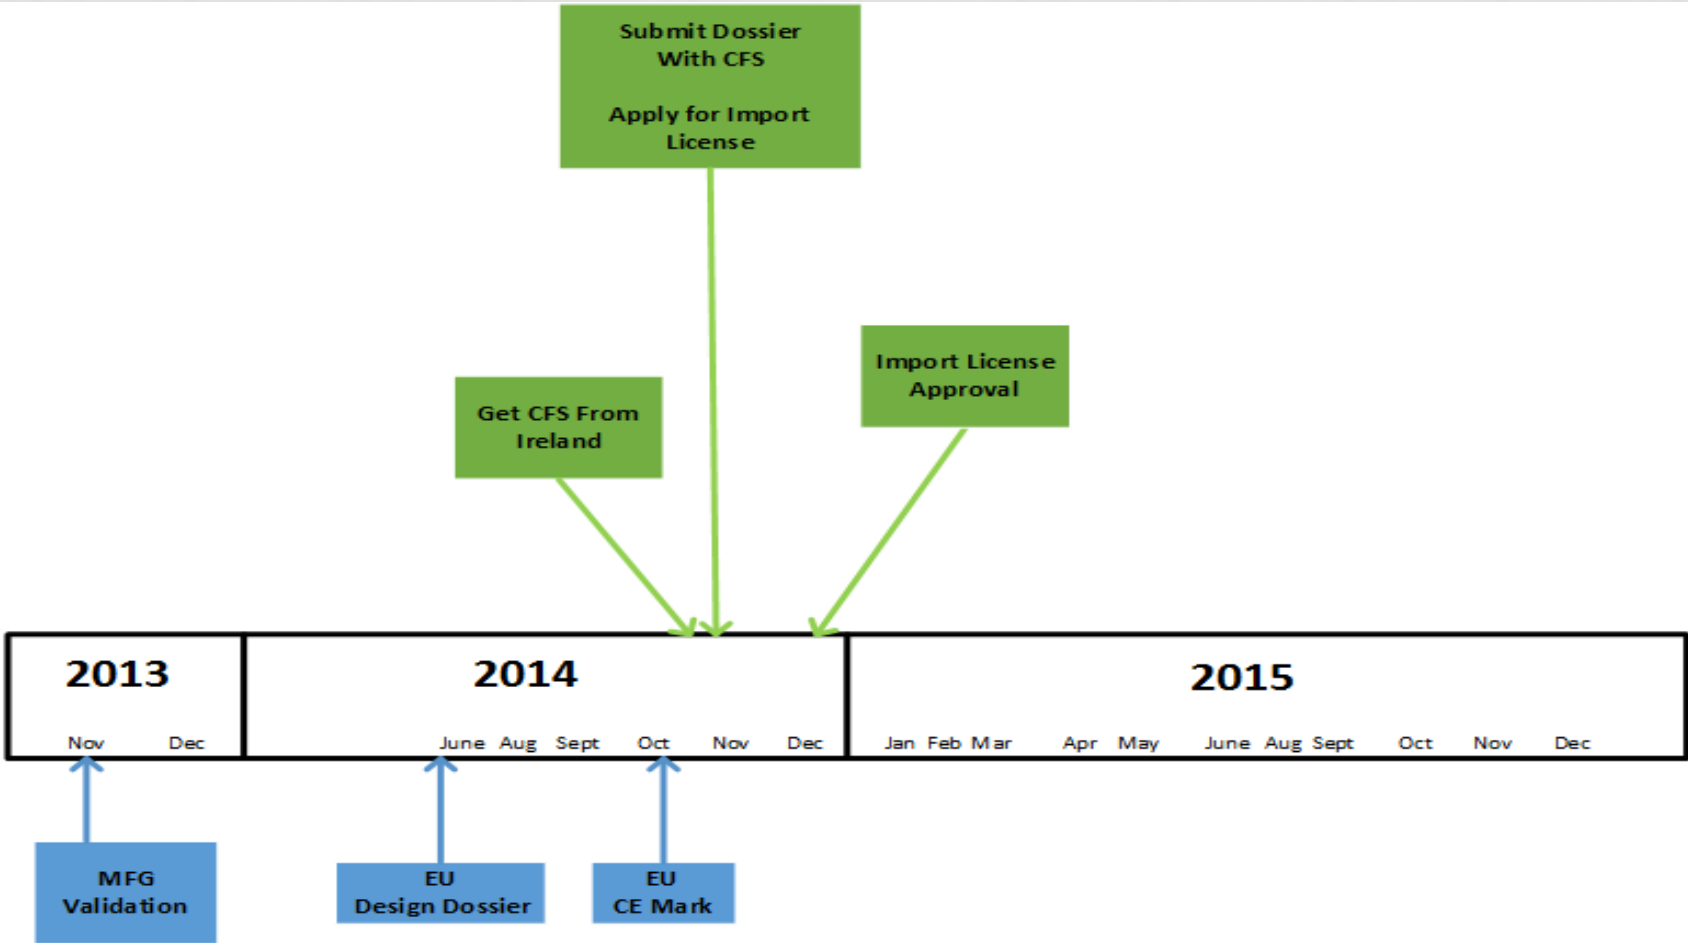 Submit Dossier
With CFS
Apply for Import
License
Import License
Approval
Get CFS From
Ireland
2013
2014
2015
Nov Dec
June Aug Sept Oct Nov Dec
Jan Feb Mar Apr May June Aug Sept Oct Nov Dec
MFG
Validation
EU
Design Dossier
EU
CE Mark